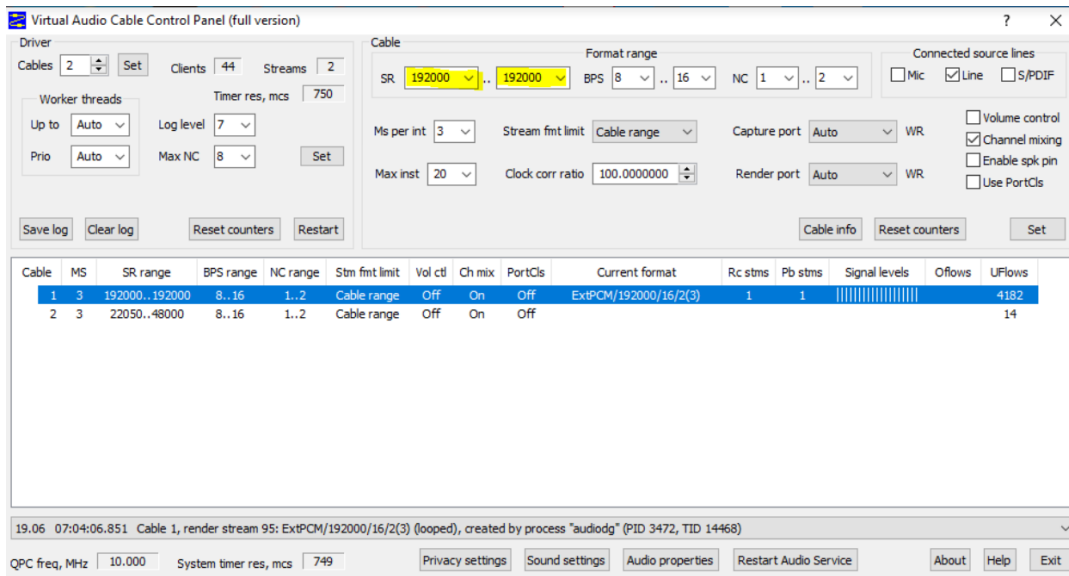 Virtual Audio Cable Control Panel (full version)
Driver
Cables 2 Set Clients 44 Streams 2
Worker threads Timer res, mcs 750
Up to Auto Log level 7
Prio Auto Max NC 8 Set
Save log Clear log Reset counters Restart
Cable
Format range Connected source lines
SR 192000 .. 192000 BPS 8 .. 16 NC 1 .. 2 Mic Line S/PDIF
Ms per int 3 Stream fmt limit Cable range Capture port Auto WR
Max inst 20 Clock corr ratio 100.0000000 Render port Auto WR
Volume control
Channel mixing
Enable spk pin
Use PortCls
Cable info Reset counters Set
Cable MS SR range BPS range NC range Stm fmt limit Vol ctl Ch mix PortCls Current format Rc stms Pb stms Signal levels Oflows UFlows
1 3 192000..192000 8..16 1..2 Cable range Off On Off ExtPCM/192000/16/2(3) 1 1 4182
2 3 22050..48000 8..16 1..2 Cable range Off On Off 14
19.06 07:04:06.851 Cable 1, render stream 95: ExtPCM/192000/16/2(3) (looped), created by process "audiodg" (PID 3472, TID 14468)
QPC freq, MHz 10.000 System timer res, mcs 749 Privacy settings Sound settings Audio properties Restart Audio Service About Help Exit